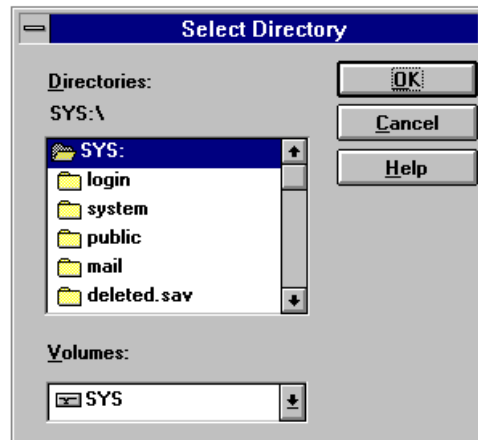 Select Directory
Directories:
SYS:\
SYS:
login
system
public
mail
deleted.sav
Volumes:
SYS
OK
Cancel
Help